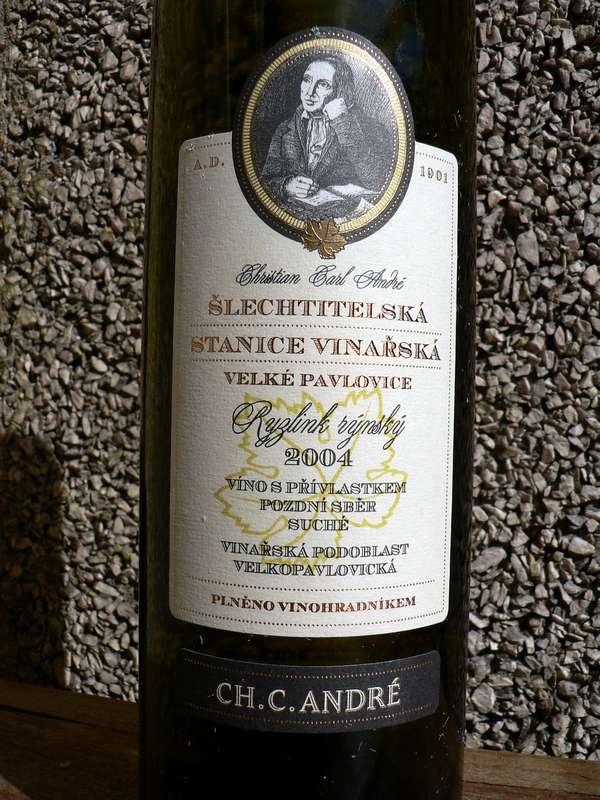 A.D. 1901
Christian Carl André
ŠLECHTITELSKÁ
STANICE VINAŘSKÁ
VELKÉ PAVLOVICE
Ryzlink rýnský
2004
VÍNO S PŘÍVLASTKEM
POZDNÍ SBĚR
SUCHÉ
VINAŘSKÁ PODOBLAST
VELKOPAVLOVICKÁ
PLNĚNO VINOHRADNÍKEM
CH.C.ANDRÉ